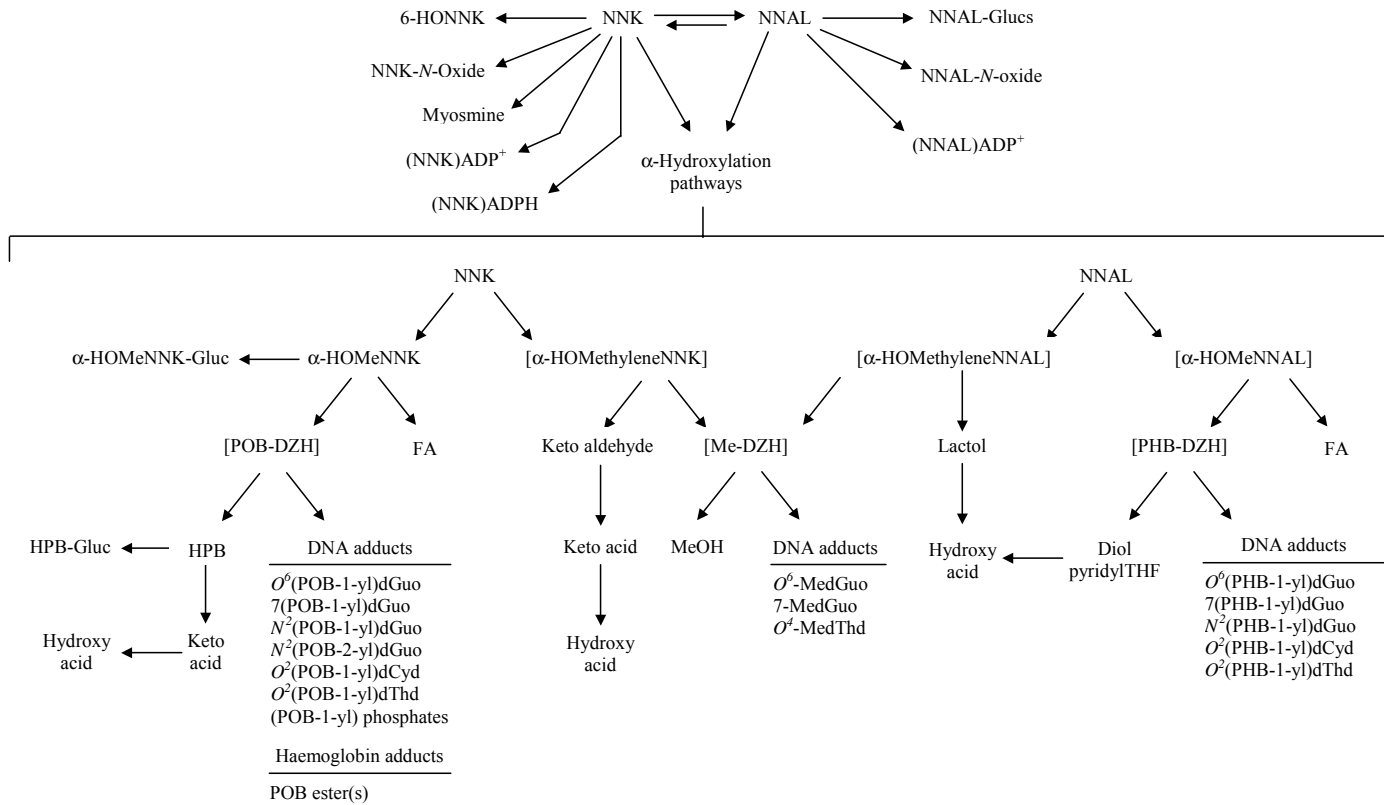 6-HONNK NNK NNAL NNAL-Glucs
NNK-N-Oxide NNAL-N-oxide
Myosmine
(NNK)ADP⁺ α-Hydroxylation (NNAL)ADP⁺
pathways
(NNK)ADPH
NNK NNAL
α-HOMeNNK-Gluc α-HOMeNNK [α-HOMethyleneNNK] [α-HOMethyleneNNAL] [α-HOMeNNAL]
[POB-DZH] FA Keto aldehyde [Me-DZH] Lactol [PHB-DZH] FA
HPB-Gluc HPB
DNA adducts
O⁶(POB-1-yl)dGuo
7(POB-1-yl)dGuo
N²(POB-1-yl)dGuo
N²(POB-2-yl)dGuo
O²(POB-1-yl)dCyd
O²(POB-1-yl)dThd
(POB-1-yl) phosphates
Haemoglobin adducts
POB ester(s)
Hydroxy
acid
Keto
acid
Keto acid
Hydroxy
acid
MeOH
DNA adducts
O⁶-MedGuo
7-MedGuo
O⁴-MedThd
Hydroxy
acid
Diol
pyridylTHF
DNA adducts
O⁶(PHB-1-yl)dGuo
7(PHB-1-yl)dGuo
N²(PHB-1-yl)dGuo
O²(PHB-1-yl)dCyd
O²(PHB-1-yl)dThd